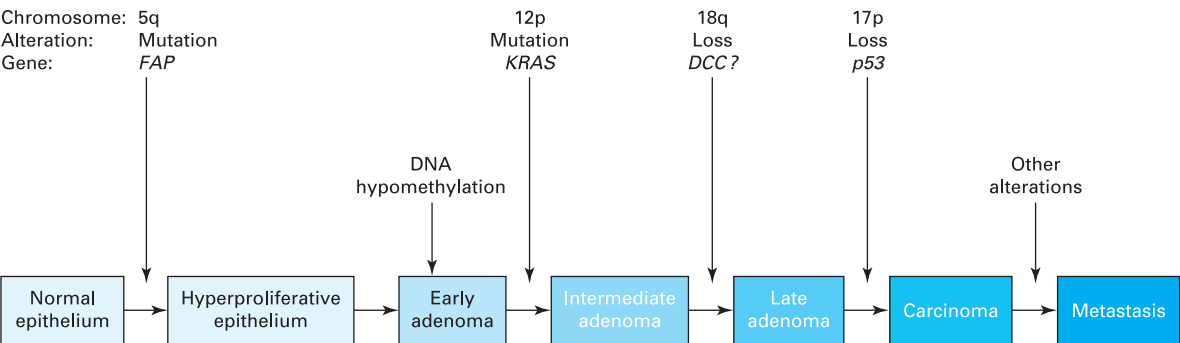 Chromosome: 5q 12p 18q 17p
Alteration: Mutation Mutation Loss Loss
Gene: FAP KRAS DCC? p53
DNA
hypomethylation
Other
alterations
Normal
epithelium
Hyperproliferative
epithelium
Early
adenoma
Intermediate
adenoma
Late
adenoma
Carcinoma
Metastasis